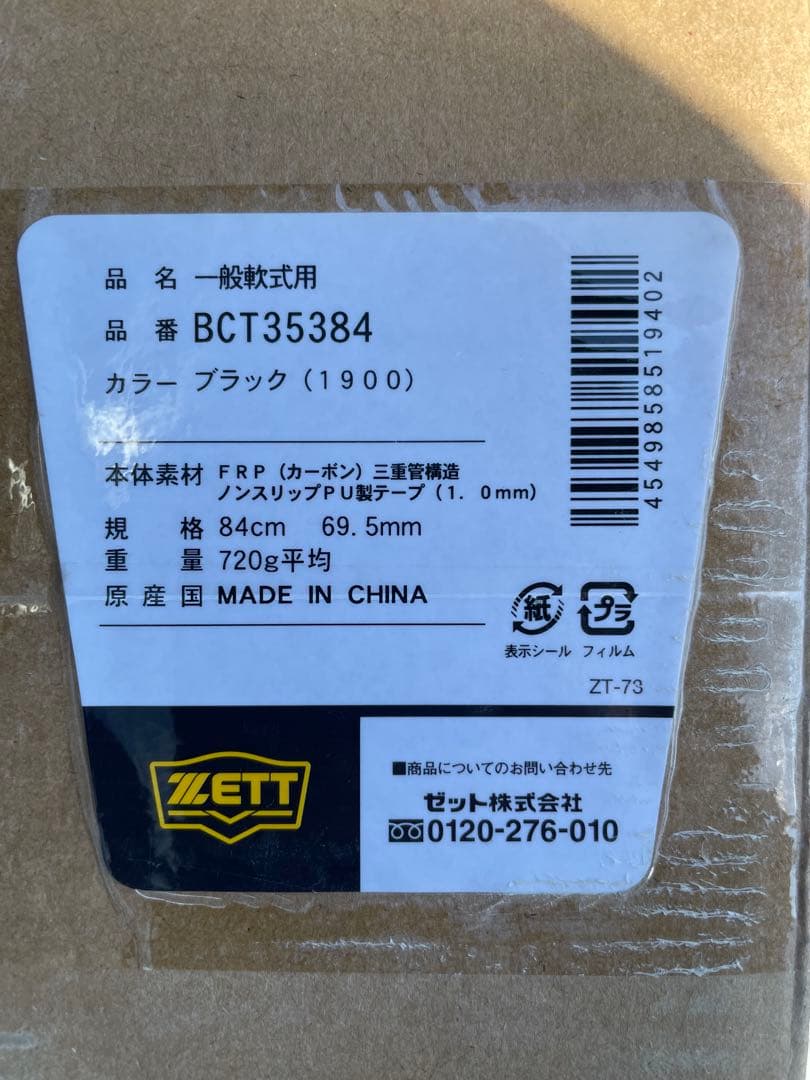 品名 一般軟式用
品番 BCT35384
カラー ブラック（1900）
4549858519402
本体素材 FRP（カーボン）三重管構造
ノンスリップPU製テープ（1．0mm）
規格 84cm 69.5mm
重量 720g平均
原産国 MADE IN CHINA
紙 プラ
表示シール フィルム
ZT-73
ZETT
■商品についてのお問い合わせ先
ゼット株式会社
0120-276-010